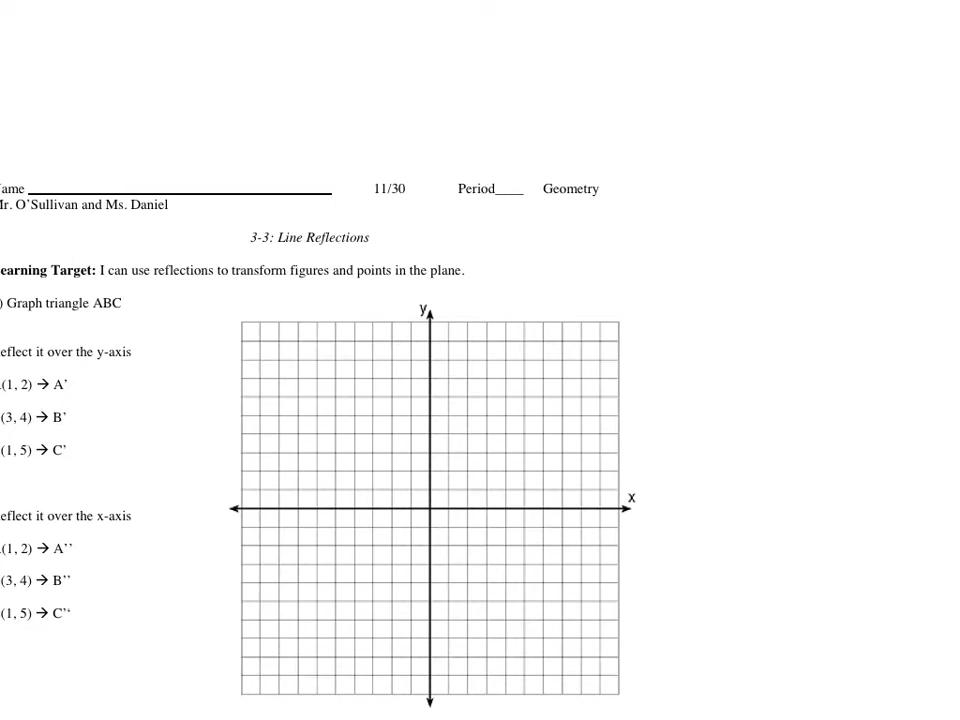 ame ____ 11/30 Period____ Geometry
r. O'Sullivan and Ms. Daniel
3-3: Line Reflections
earning Target: I can use reflections to transform figures and points in the plane.
) Graph triangle ABC
y
eflect it over the y-axis
(1, 2) → A'
(3, 4) → B'
(1, 5) → C'
x
eflect it over the x-axis
(1, 2) → A''
(3, 4) → B''
(1, 5) → C''